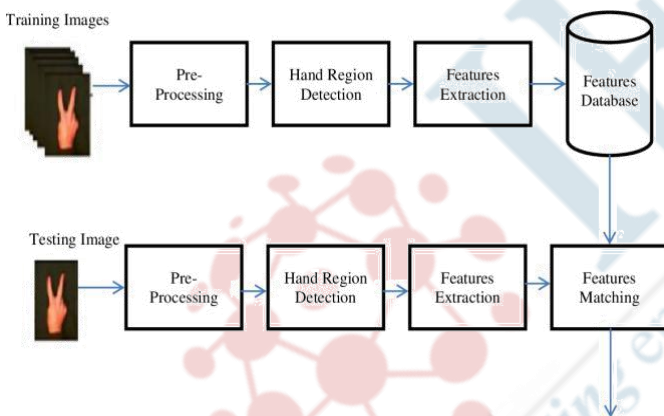 Training Images
Pre-
Processing
Hand Region
Detection
Features
Extraction
Features
Database
Testing Image
Pre-
Processing
Hand Region
Detection
Features
Extraction
Features
Matching